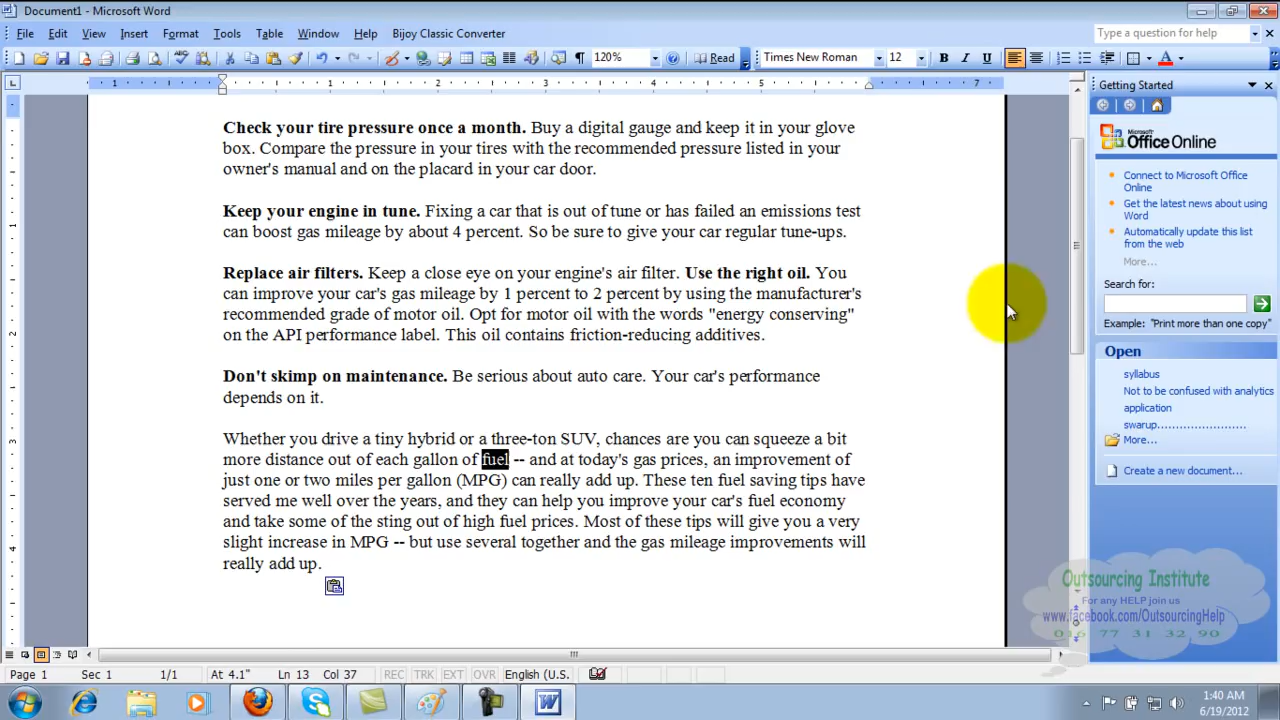 Document1 - Microsoft Word
File Edit View Insert Format Tools Table Window Help Bijoy Classic Converter
Type a question for help
120% Read Times New Roman 12 B I U A
1 1 2 3 4 5 7
Check your tire pressure once a month. Buy a digital gauge and keep it in your glove
box. Compare the pressure in your tires with the recommended pressure listed in your
owner's manual and on the placard in your car door.
Keep your engine in tune. Fixing a car that is out of tune or has failed an emissions test
can boost gas mileage by about 4 percent. So be sure to give your car regular tune-ups.
Replace air filters. Keep a close eye on your engine's air filter. Use the right oil. You
can improve your car's gas mileage by 1 percent to 2 percent by using the manufacturer's
recommended grade of motor oil. Opt for motor oil with the words "energy conserving"
on the API performance label. This oil contains friction-reducing additives.
Don't skimp on maintenance. Be serious about auto care. Your car's performance
depends on it.
Whether you drive a tiny hybrid or a three-ton SUV, chances are you can squeeze a bit
more distance out of each gallon of fuel -- and at today's gas prices, an improvement of
just one or two miles per gallon (MPG) can really add up. These ten fuel saving tips have
served me well over the years, and they can help you improve your car's fuel economy
and take some of the sting out of high fuel prices. Most of these tips will give you a very
slight increase in MPG -- but use several together and the gas mileage improvements will
really add up.
Getting Started
Microsoft
Office Online
Connect to Microsoft Office
Online
Get the latest news about using
Word
Automatically update this list
from the web
More...
Search for:
Example: "Print more than one copy"
Open
syllabus
Not to be confused with analytics
application
swarup........................
More...
Create a new document...
Outsourcing Institute
For any HELP join us
www.facebook.com/OutsourcingHelp
016 77 31 32 90
Page 1 Sec 1 1/1 At 4.1" Ln 13 Col 37 REC TRK EXT OVR English (U.S.
1:40 AM
6/19/2012